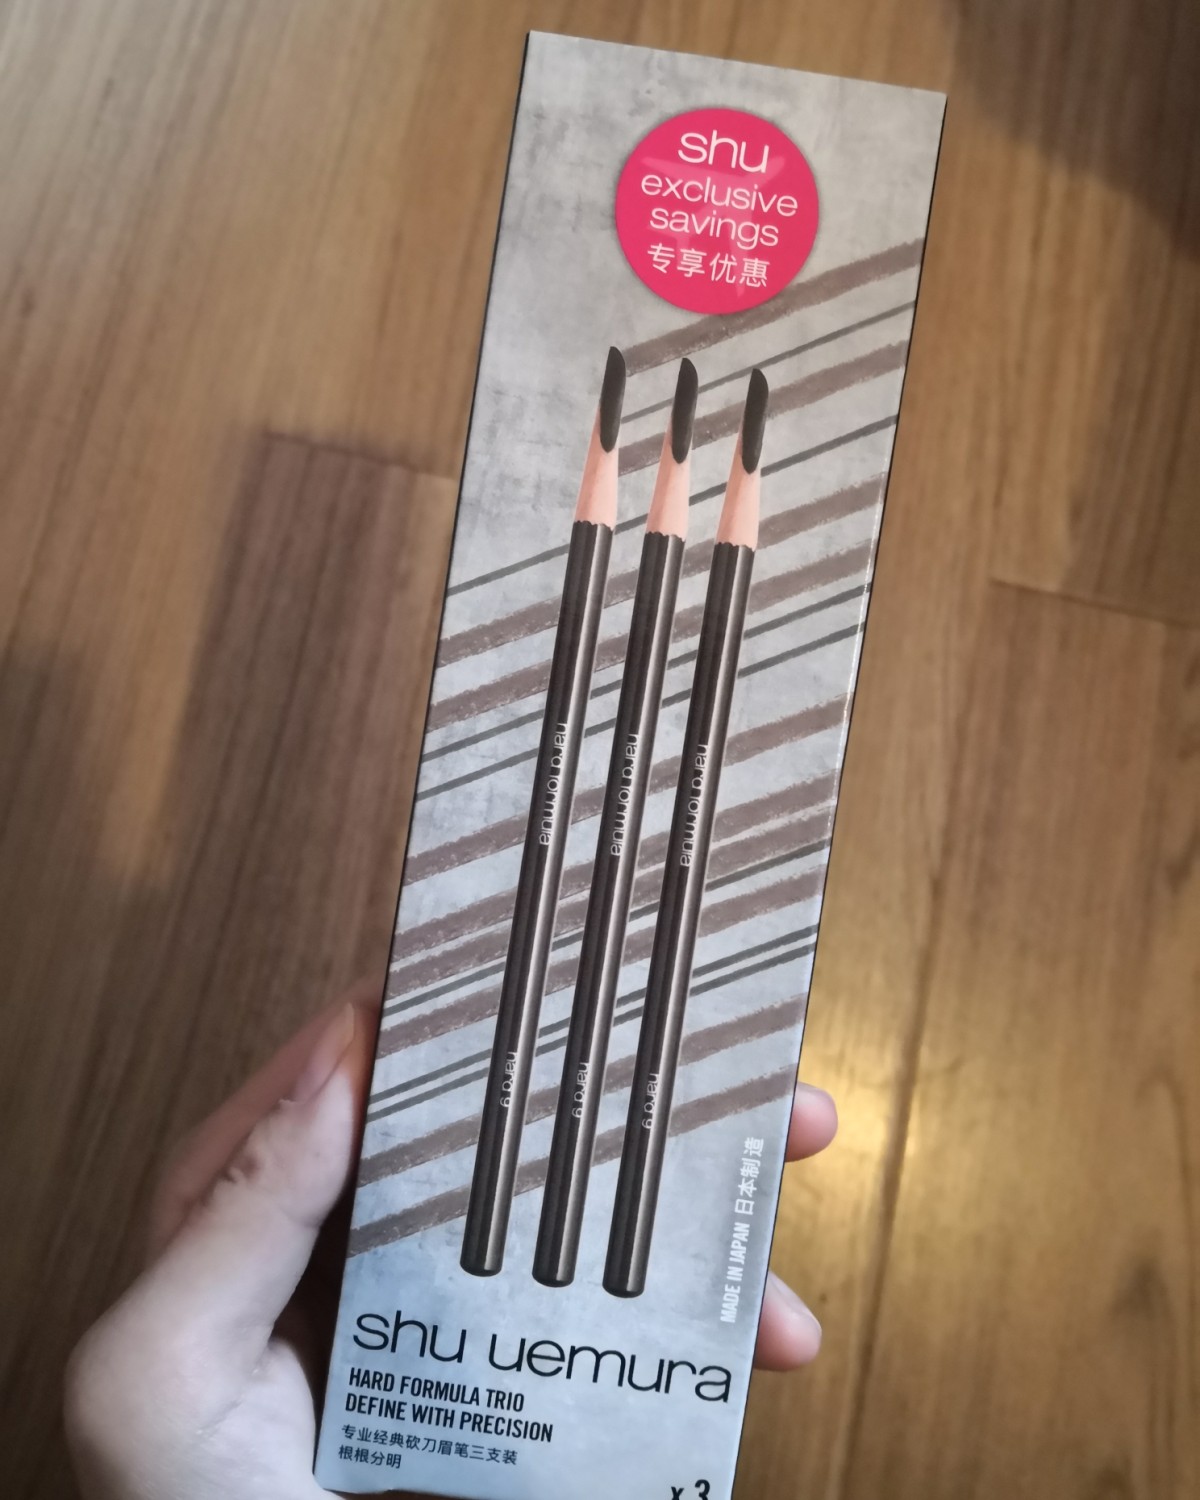 shu
exclusive
savings
专享优惠
hard formula
hard formula
hard formula
hard 9
hard 9
hard 9
MADE IN JAPAN 日本制造
shu uemura
HARD FORMULA TRIO
DEFINE WITH PRECISION
专业经典砍刀眉笔三支装
根根分明
x 3